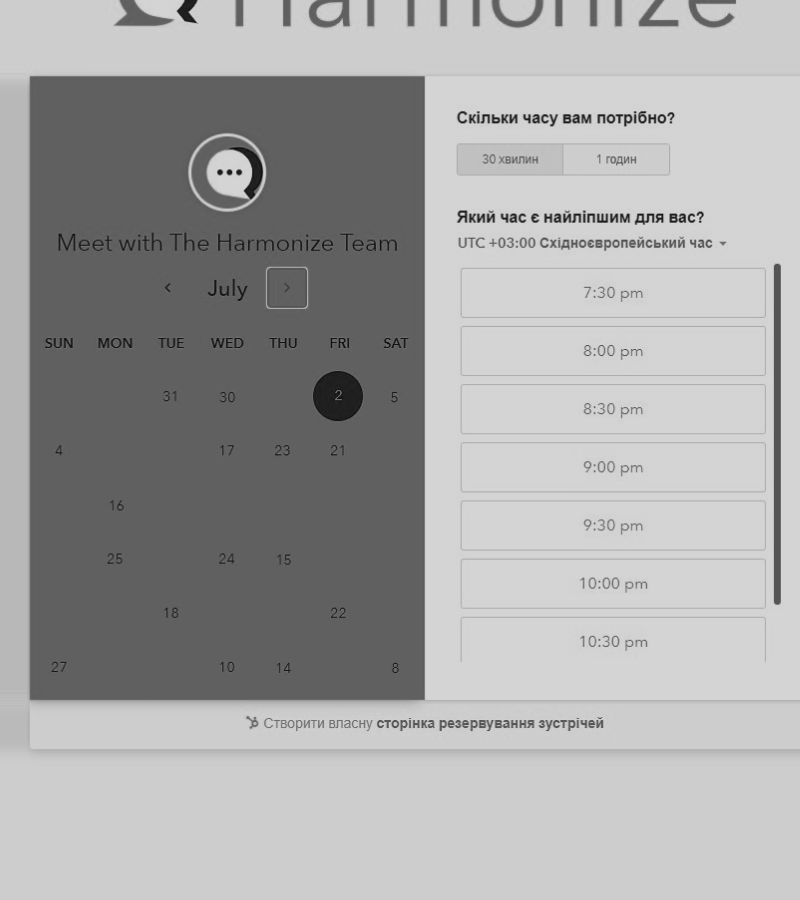 Harmonize
Meet with The Harmonize Team
July
SUN MON TUE WED THU FRI SAT
31 30 2 5
4 17 23 21
16
25 24 15
18 22
27 10 14 8
Скільки часу вам потрібно?
30 хвилин 1 годин
Який час є найліпшим для вас?
UTC +03:00 Східноєвропейський час
7:30 pm
8:00 pm
8:30 pm
9:00 pm
9:30 pm
10:00 pm
10:30 pm
Створити власну сторінка резервування зустрічей